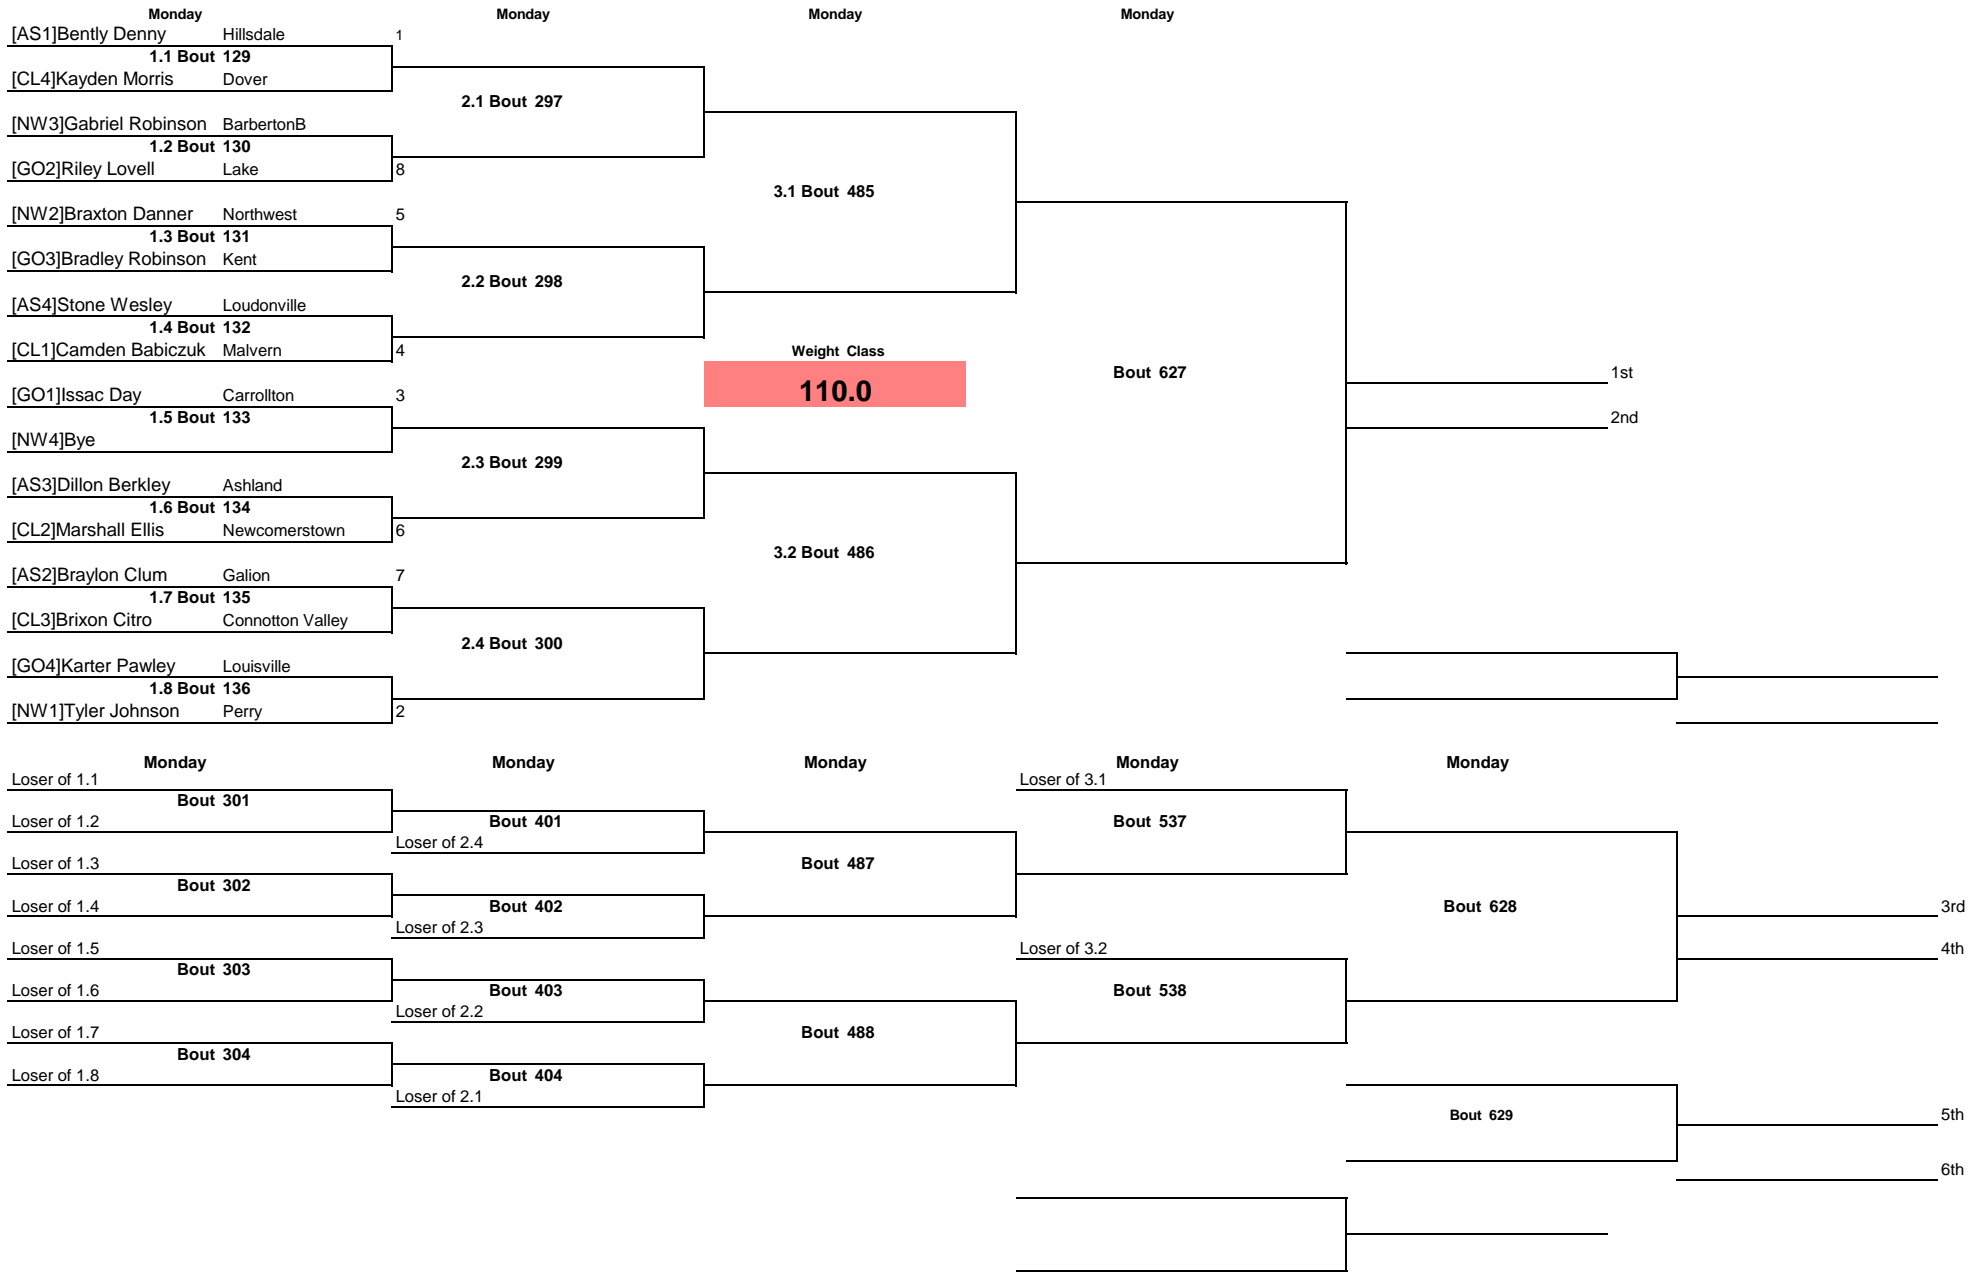 Monday Monday Monday Monday
[AS1]Bently Denny Hillsdale 1
1.1 Bout 129
[CL4]Kayden Morris Dover
2.1 Bout 297
[NW3]Gabriel Robinson BarbertonB
1.2 Bout 130
[GO2]Riley Lovell Lake 8
3.1 Bout 485
[NW2]Braxton Danner Northwest 5
1.3 Bout 131
[GO3]Bradley Robinson Kent
2.2 Bout 298
[AS4]Stone Wesley Loudonville
1.4 Bout 132
[CL1]Camden Babiczuk Malvern 4
Weight Class
110.0
Bout 627
1st
2nd
[GO1]Issac Day Carrollton 3
1.5 Bout 133
[NW4]Bye
2.3 Bout 299
[AS3]Dillon Berkley Ashland
1.6 Bout 134
[CL2]Marshall Ellis Newcomerstown 6
3.2 Bout 486
[AS2]Braylon Clum Galion 7
1.7 Bout 135
[CL3]Brixon Citro Connotton Valley
2.4 Bout 300
[GO4]Karter Pawley Louisville
1.8 Bout 136
[NW1]Tyler Johnson Perry 2
Monday Monday Monday Monday Monday
Loser of 1.1 Loser of 3.1
Bout 301
Loser of 1.2 Bout 401 Bout 537
Loser of 2.4
Loser of 1.3 Bout 487
Bout 302
Loser of 1.4 Bout 402 Bout 628 3rd
Loser of 2.3
Loser of 1.5 Loser of 3.2 4th
Bout 303
Loser of 1.6 Bout 403 Bout 538
Loser of 2.2
Loser of 1.7 Bout 488
Bout 304
Loser of 1.8 Bout 404
Loser of 2.1
Bout 629 5th
6th